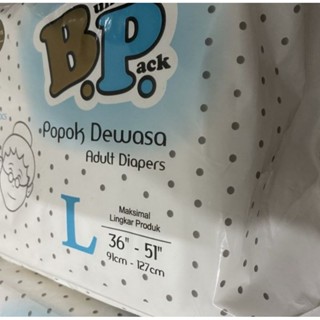 B.P.
ack
Popok Dewasa
Adult Diapers
L
Maksimal
Lingkar Produk
36" - 51"
91cm - 127cm